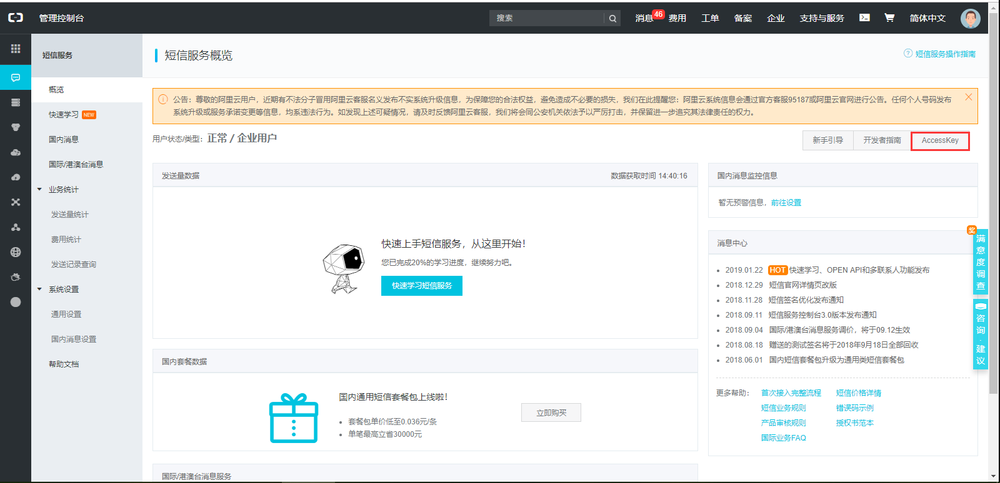 管理控制台
搜索
消息 46 费用 工单 备案 企业 支持与服务 简体中文
短信服务
概览
快速学习 NEW
国内消息
国际/港澳台消息
业务统计
发送量统计
费用统计
发送记录查询
系统设置
通用设置
国内消息设置
帮助文档
短信服务概览
短信服务操作指南
公告：尊敬的阿里云用户，近期有不法分子冒用阿里云客服名义发布不实系统升级信息，为保障您的合法权益，避免造成不必要的损失，我们在此提醒您：阿里云系统信息会通过官方客服95187或阿里云官网进行公告。任何个人号码发布
系统升级或服务承诺变更等信息，均系违法行为。如发现上述可疑情况，请及时反馈阿里云客服，我们将会同公安机关依法予以严厉打击，并保留进一步追究其法律责任的权力。
用户状态/类型：正常 / 企业用户
新手引导 开发者指南 AccessKey
发送量数据 数据获取时间 14:40:16
快速上手短信服务，从这里开始！
您已完成20%的学习进度，继续努力吧。
快速学习短信服务
国内套餐数据
国内通用短信套餐包上线啦！
套餐包单价低至0.036元/条
单笔最高立省30000元
立即购买
国际/港澳台消息服务
国内消息监控信息
暂无预警信息，前往设置
消息中心
2019.01.22 HOT 快速学习、OPEN API和多联系人功能发布
2018.12.29 短信官网详情页改版
2018.11.28 短信签名优化发布通知
2018.09.11 短信服务控制台3.0版本发布通知
2018.09.04 国际/港澳台消息服务调价，将于09.12生效
2018.08.18 赠送的测试签名将于2018年9月18日全部回收
2018.06.01 国内短信套餐包升级为通用类短信套餐包
更多帮助： 首次接入完整流程 短信价格详情
短信业务规则 错误码示例
产品审核规则 授权书范本
国际业务FAQ
奖
满意度调查
咨询·建议